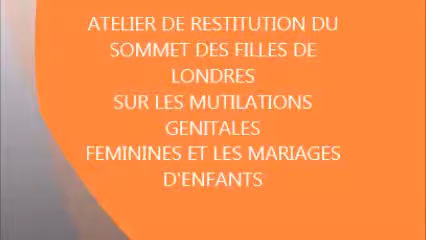 ATELIER DE RESTITUTION DU
SOMMET DES FILLES DE
LONDRES
SUR LES MUTILATIONS
GENITALES
FEMININES ET LES MARIAGES
D'ENFANTS